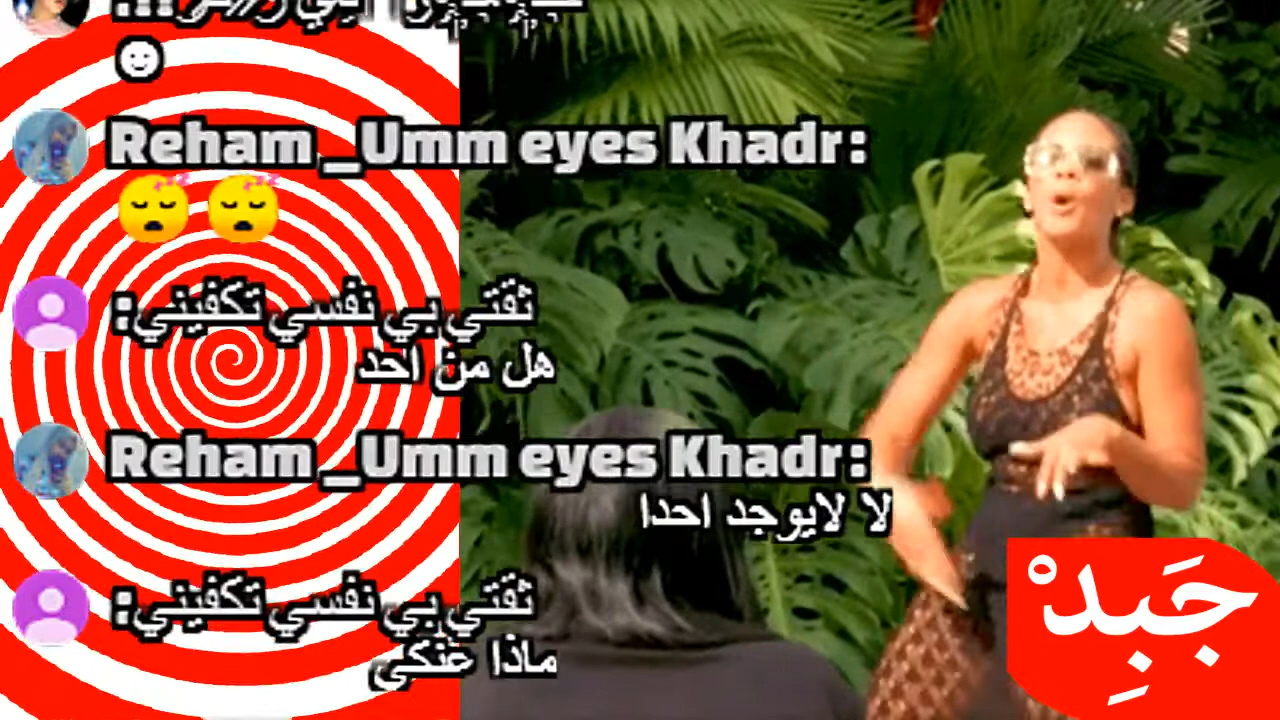 Reham _Umm eyes Khadr:
ثقتي بي نفسي تكفيني:
هل من احد
Reham _Umm eyes Khadr:
لا لايوجد احدا
ثقتي بي نفسي تكفيني:
ماذا عنكي
جَبِدْ